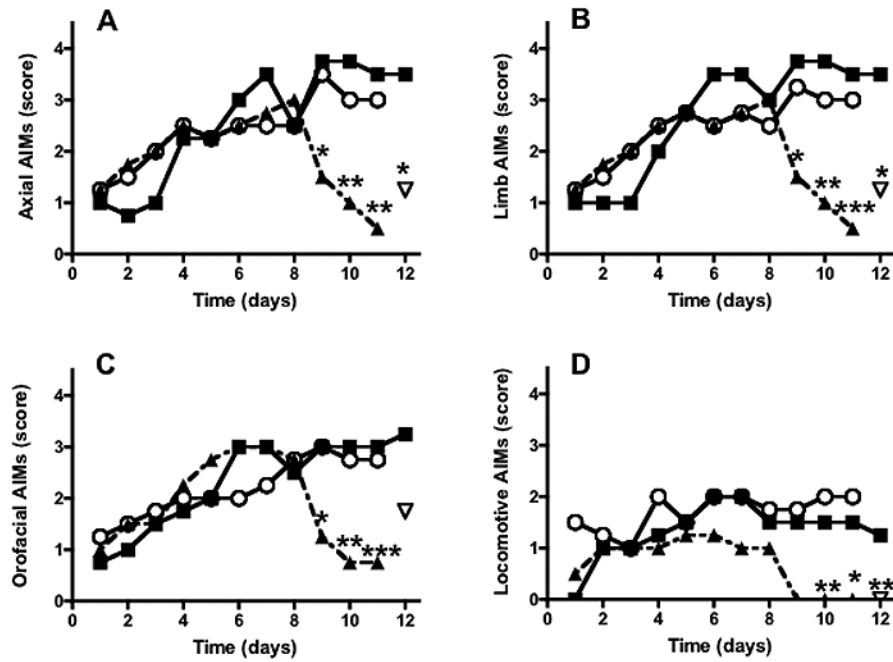 A
Axial AIMs (score)
4
3
2
1
0
*
**
**
*
0 2 4 6 8 10 12
Time (days)
B
Limb AIMs (score)
4
3
2
1
0
*
**
***
*
0 2 4 6 8 10 12
Time (days)
C
Orofacial AIMs (score)
4
3
2
1
0
*
**
***
0 2 4 6 8 10 12
Time (days)
D
Locomotive AIMs (score)
4
3
2
1
0
**
*
**
0 2 4 6 8 10 12
Time (days)